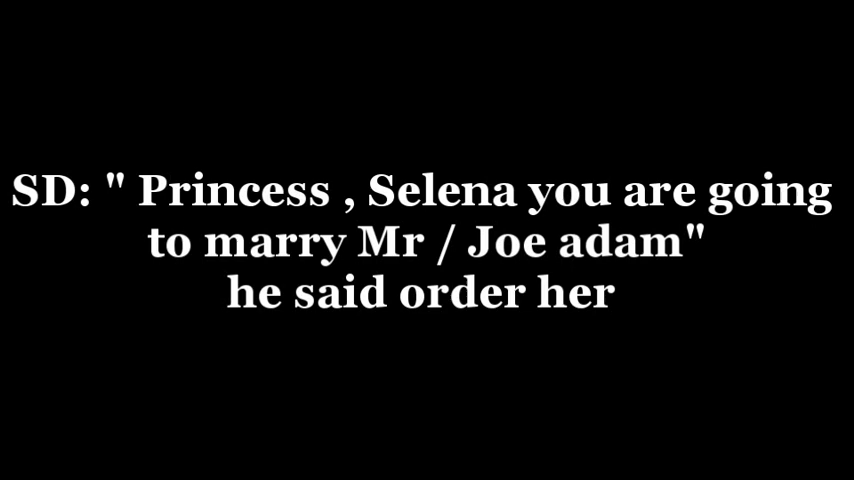 SD: " Princess , Selena you are going
to marry Mr / Joe adam"
he said order her